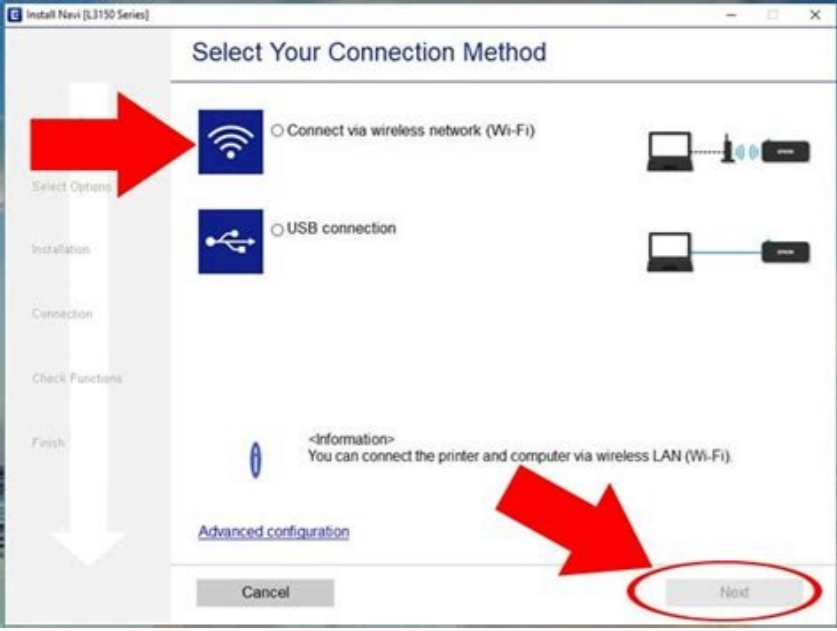 Install Navi [L3150 Series]
Select Your Connection Method
Connect via wireless network (Wi-Fi)
Select Options
USB connection
Installation
Connection
Check Functions
Finish
<Information>
You can connect the printer and computer via wireless LAN (Wi-Fi).
Advanced configuration
Cancel
Next